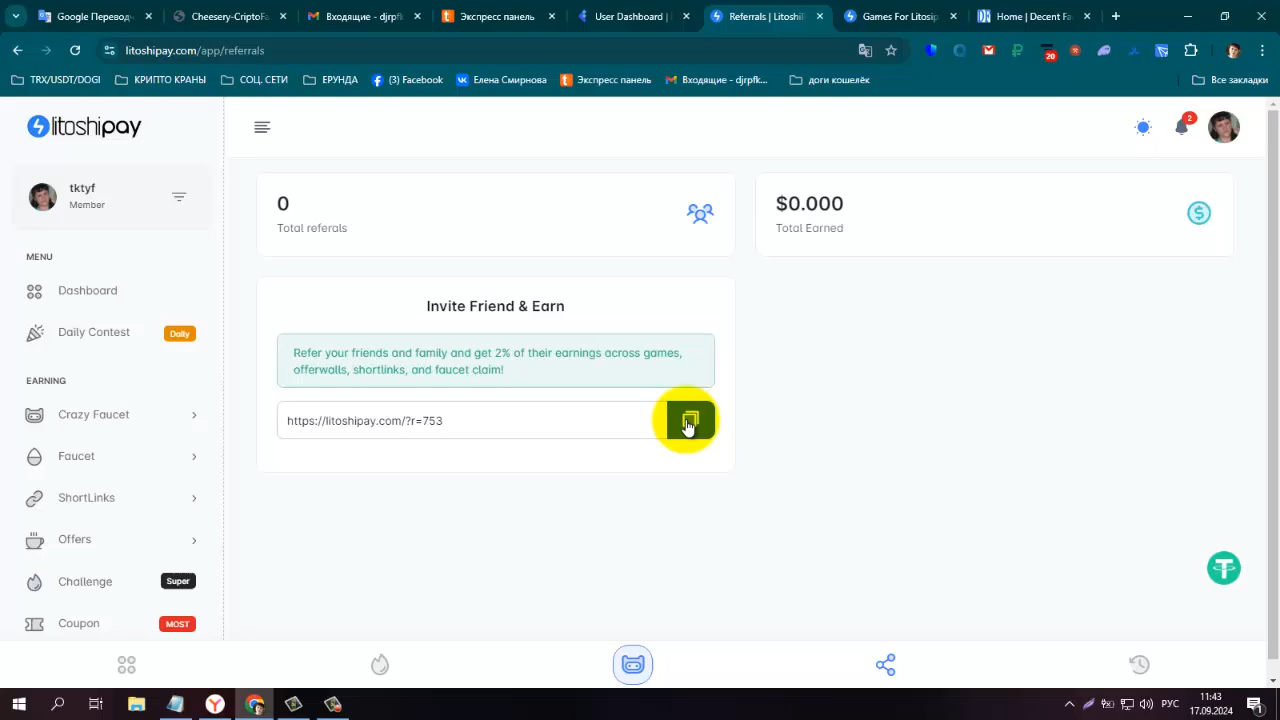 Google Переводч
Cheesery-CriptoFa
Входящие - djrpfk
Экспресс панель
User Dashboard |
Referrals | Litoshi
Games For Litosip
Home | Decent Fa
litoshipay.com/app/referrals
20
TRX/USDT/DOGI
КРИПТО КРАНЫ
СОЦ. СЕТИ
ЕРУНДА
(3) Facebook
Елена Смирнова
Экспресс панель
Входящие - djrpfk...
доги кошелёк
Все закладки
litoshipay
2
tktyf
Member
0
Total referrals
$0.000
Total Earned
MENU
Dashboard
Daily Contest
Daily
EARNING
Crazy Faucet
Faucet
ShortLinks
Offers
Challenge
Super
Coupon
MOST
Invite Friend & Earn
Refer your friends and family and get 2% of their earnings across games,
offerwalls, shortlinks, and faucet claim!
https://litoshipay.com/?r=753
РУС
11:43
17.09.2024
1